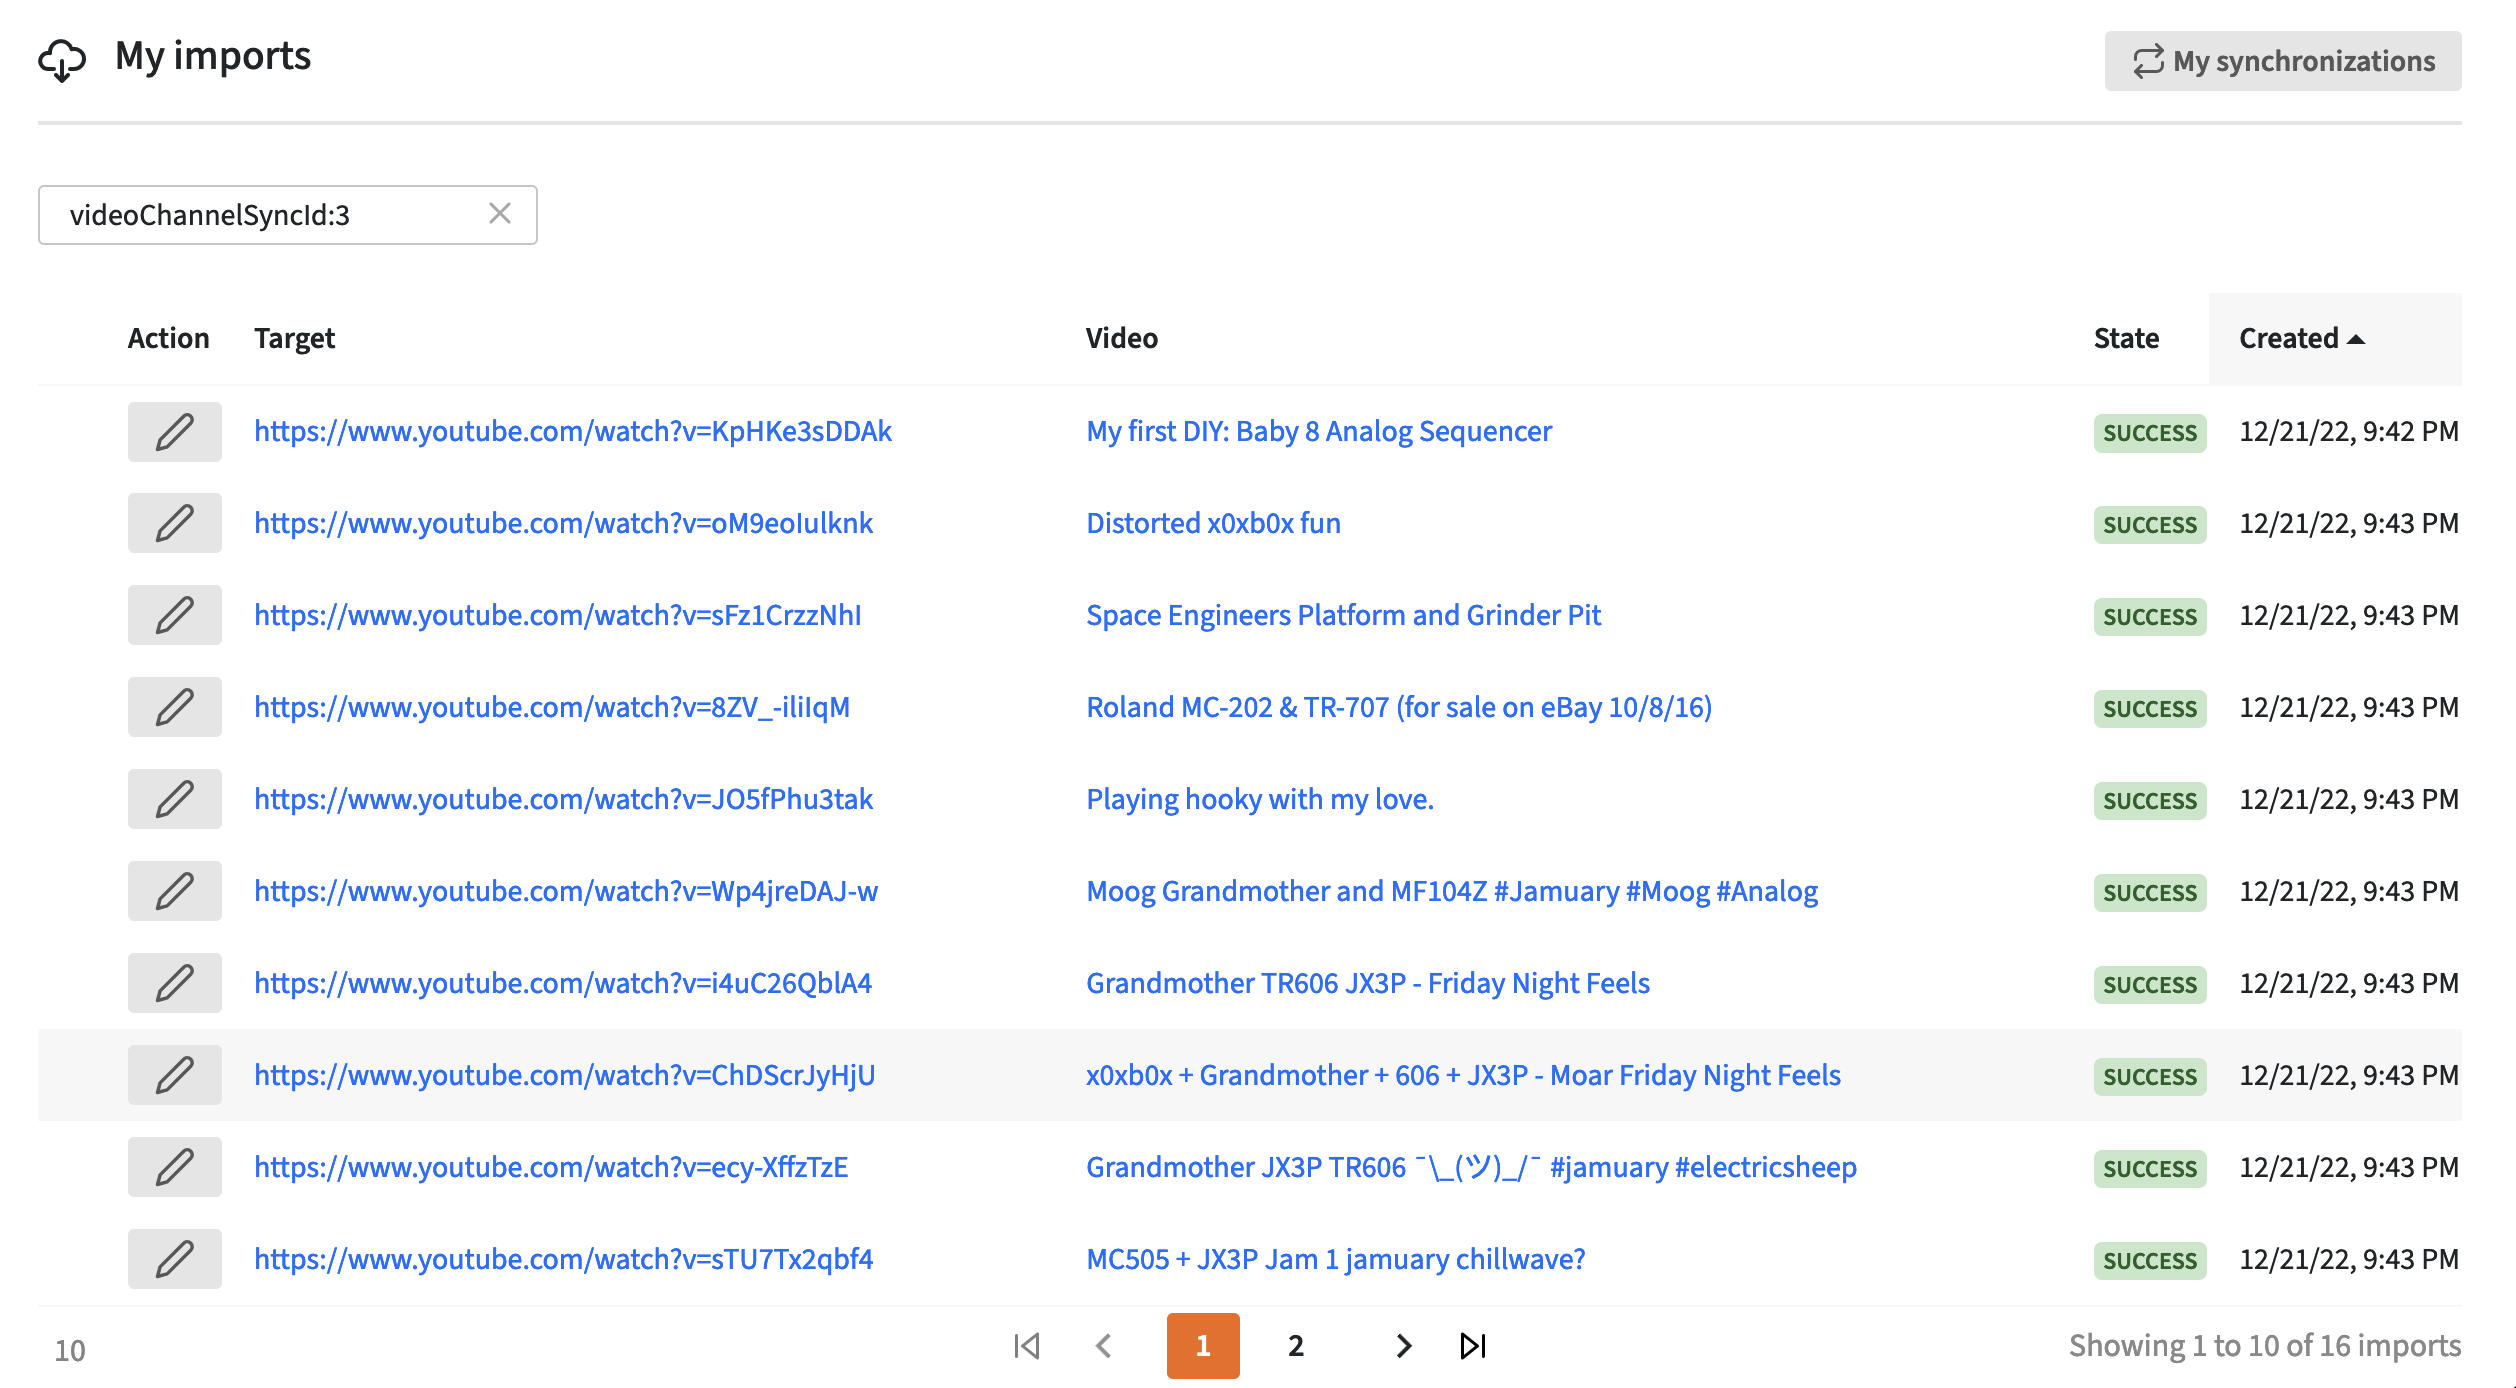 My imports
My synchronizations
videoChannelSyncId:3
Action Target Video State Created
https://www.youtube.com/watch?v=KpHKe3sDDAk My first DIY: Baby 8 Analog Sequencer SUCCESS 12/21/22, 9:42 PM
https://www.youtube.com/watch?v=oM9eoIulknk Distorted x0xb0x fun SUCCESS 12/21/22, 9:43 PM
https://www.youtube.com/watch?v=sFz1CrzzNhI Space Engineers Platform and Grinder Pit SUCCESS 12/21/22, 9:43 PM
https://www.youtube.com/watch?v=8ZV_-iliIqM Roland MC-202 & TR-707 (for sale on eBay 10/8/16) SUCCESS 12/21/22, 9:43 PM
https://www.youtube.com/watch?v=JO5fPhu3tak Playing hooky with my love. SUCCESS 12/21/22, 9:43 PM
https://www.youtube.com/watch?v=Wp4jreDAJ-w Moog Grandmother and MF104Z #Jamuary #Moog #Analog SUCCESS 12/21/22, 9:43 PM
https://www.youtube.com/watch?v=i4uC26QblA4 Grandmother TR606 JX3P - Friday Night Feels SUCCESS 12/21/22, 9:43 PM
https://www.youtube.com/watch?v=ChDScrJyHjU x0xb0x + Grandmother + 606 + JX3P - Moar Friday Night Feels SUCCESS 12/21/22, 9:43 PM
https://www.youtube.com/watch?v=ecy-XffzTzE Grandmother JX3P TR606 ¯\_(ツ)_/¯ #jamuary #electricsheep SUCCESS 12/21/22, 9:43 PM
https://www.youtube.com/watch?v=sTU7Tx2qbf4 MC505 + JX3P Jam 1 jamuary chillwave? SUCCESS 12/21/22, 9:43 PM
10 1 2 Showing 1 to 10 of 16 imports